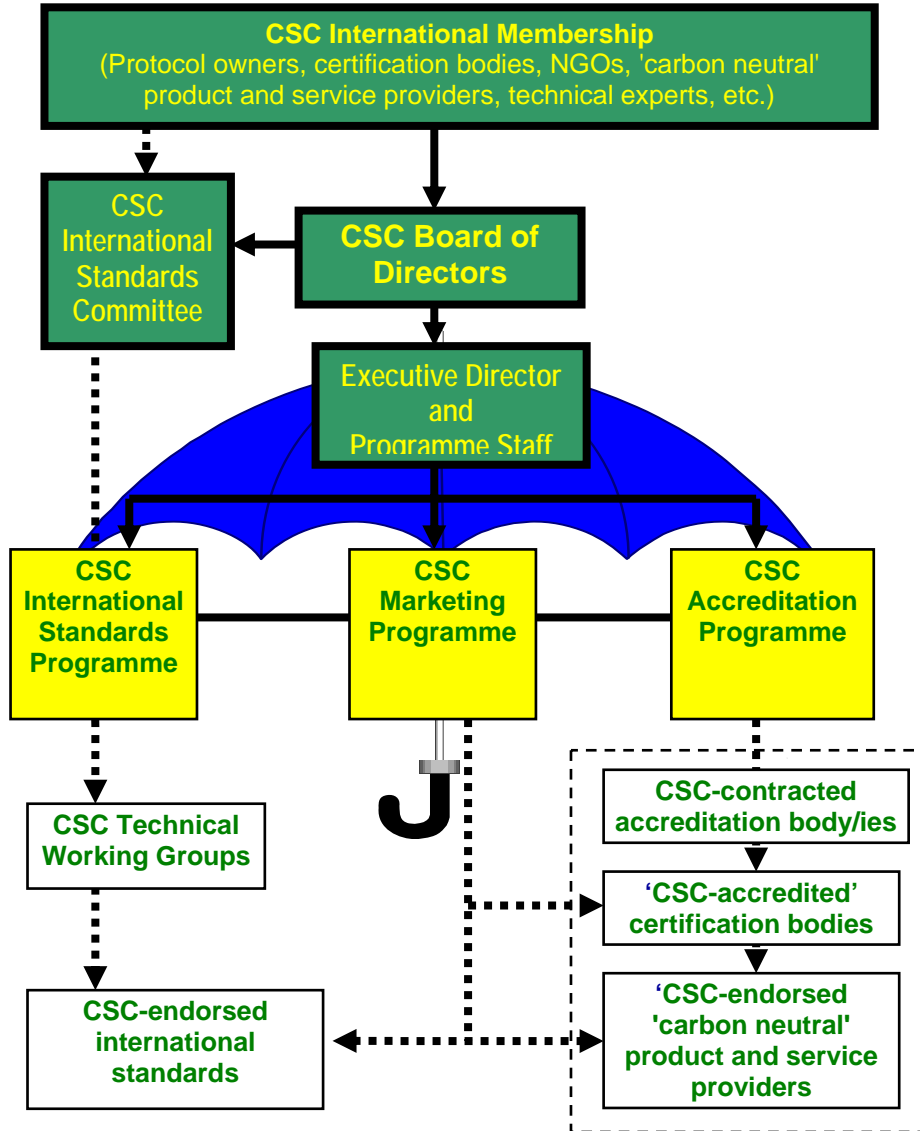 CSC International Membership
(Protocol owners, certification bodies, NGOs, 'carbon neutral'
product and service providers, technical experts, etc.)
CSC
International
Standards
Committee
CSC Board of
Directors
Executive Director
and
Programme Staff
CSC
International
Standards
Programme
CSC
Marketing
Programme
CSC
Accreditation
Programme
CSC Technical
Working Groups
CSC-endorsed
international
standards
CSC-contracted
accreditation body/ies
‘CSC-accredited’
certification bodies
‘CSC-endorsed
'carbon neutral'
product and service
providers